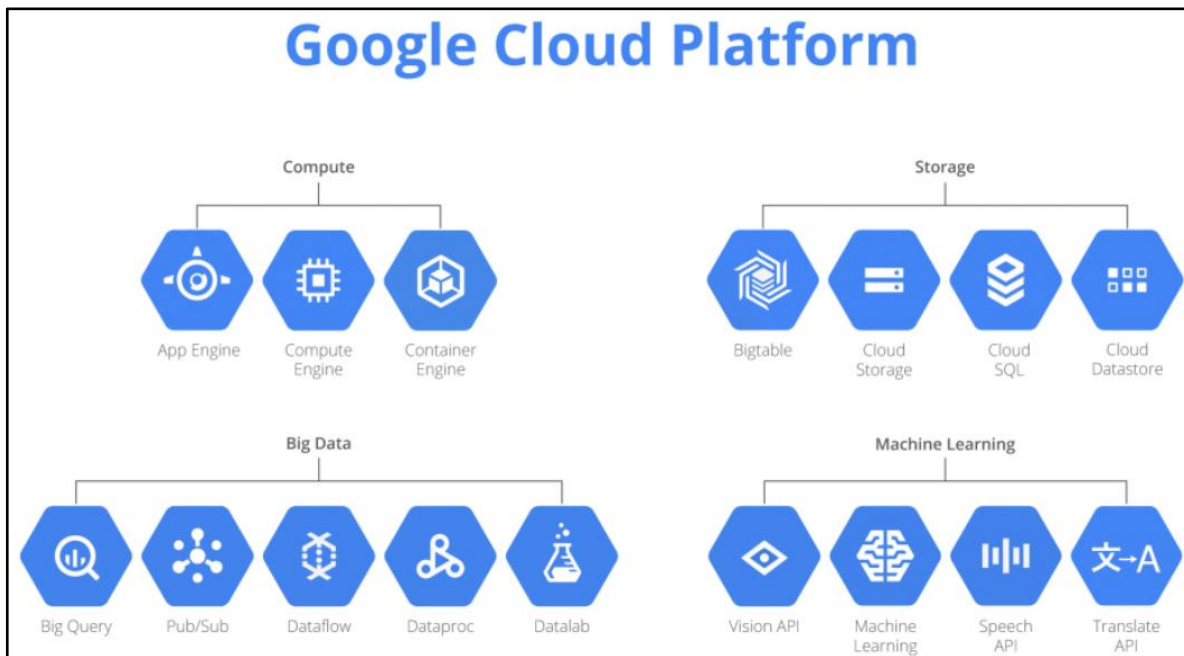 Google Cloud Platform
Compute
App Engine
Compute
Engine
Container
Engine
Storage
Bigtable
Cloud
Storage
Cloud
SQL
Cloud
Datastore
Big Data
Big Query
Pub/Sub
Dataflow
Dataproc
Datalab
Machine Learning
Vision API
Machine
Learning
Speech
API
文→A
Translate
API